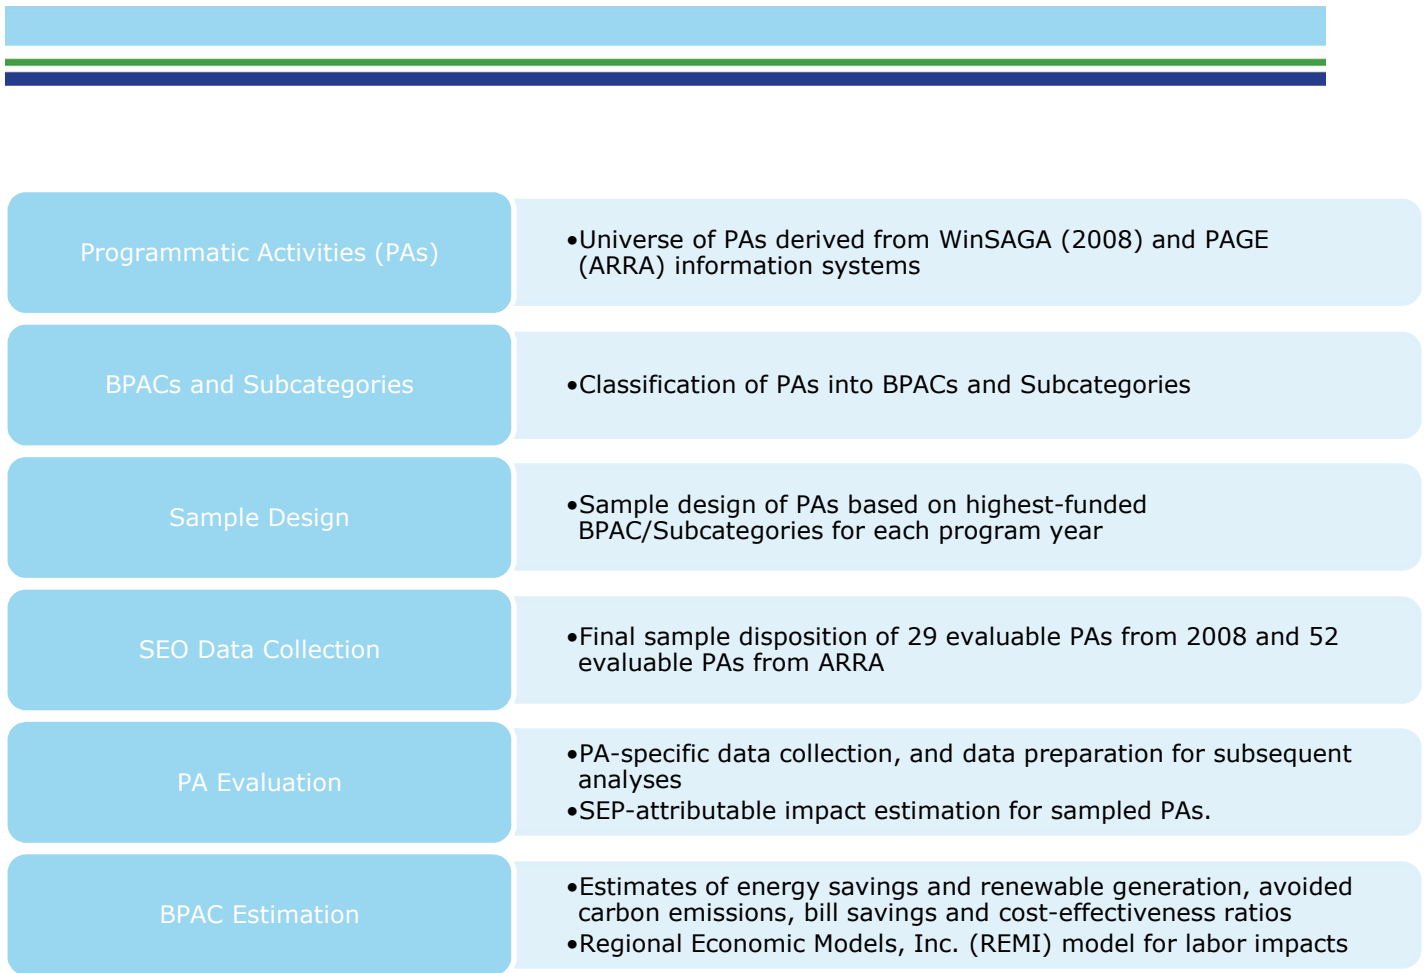 Programmatic Activities (PAs)
•Universe of PAs derived from WinSAGA (2008) and PAGE
(ARRA) information systems
BPACs and Subcategories
•Classification of PAs into BPACs and Subcategories
Sample Design
•Sample design of PAs based on highest-funded
BPAC/Subcategories for each program year
SEO Data Collection
•Final sample disposition of 29 evaluable PAs from 2008 and 52
evaluable PAs from ARRA
PA Evaluation
•PA-specific data collection, and data preparation for subsequent
analyses
•SEP-attributable impact estimation for sampled PAs.
BPAC Estimation
•Estimates of energy savings and renewable generation, avoided
carbon emissions, bill savings and cost-effectiveness ratios
•Regional Economic Models, Inc. (REMI) model for labor impacts